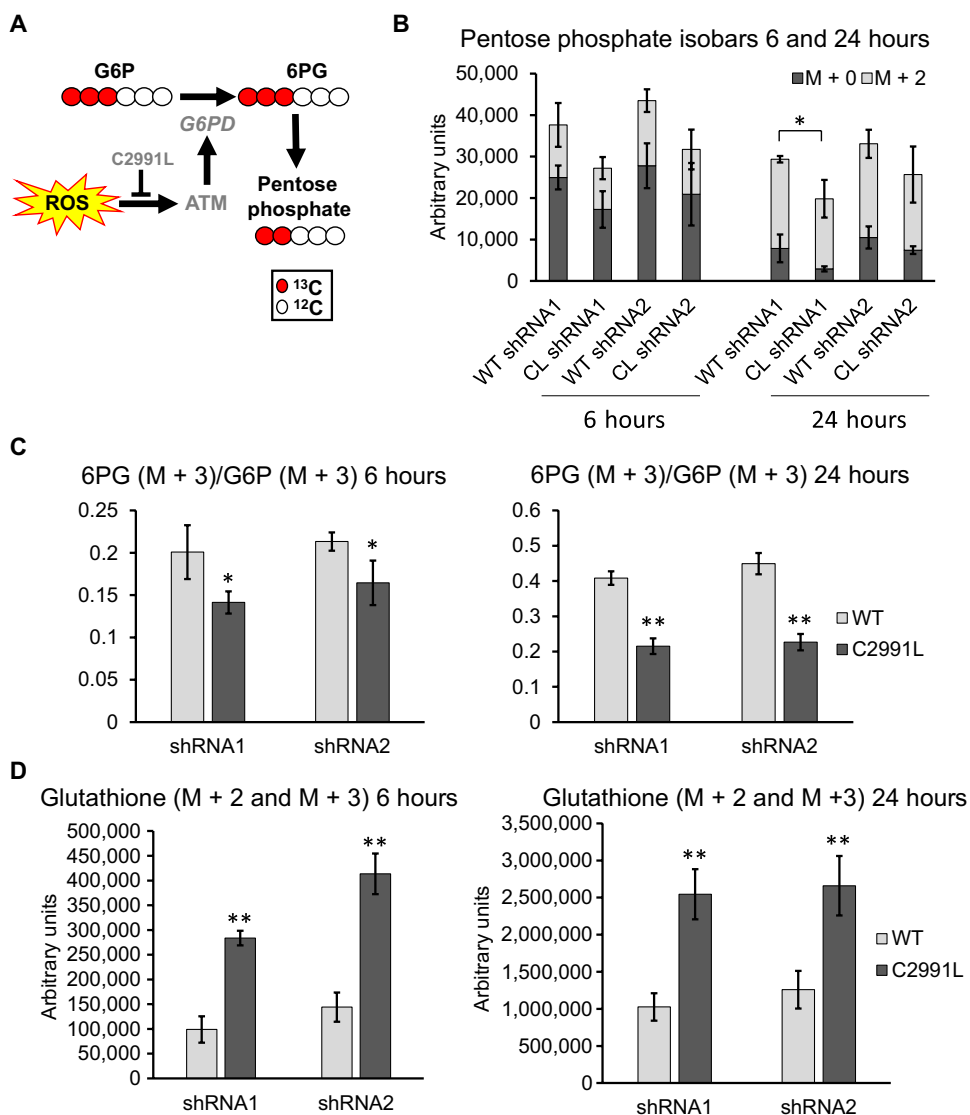 A
G6P
6PG
G6PD
C2991L
ROS
ATM
Pentose
phosphate
13C
12C
B
Pentose phosphate isobars 6 and 24 hours
M + 0
M + 2
Arbitrary units
50,000
40,000
30,000
20,000
10,000
0
*
WT shRNA1
CL shRNA1
WT shRNA2
CL shRNA2
WT shRNA1
CL shRNA1
WT shRNA2
CL shRNA2
6 hours
24 hours
C
6PG (M + 3)/G6P (M + 3) 6 hours
0.25
0.2
0.15
0.1
0.05
0
*
*
shRNA1
shRNA2
6PG (M + 3)/G6P (M + 3) 24 hours
0.6
0.5
0.4
0.3
0.2
0.1
0
**
**
shRNA1
shRNA2
WT
C2991L
D
Glutathione (M + 2 and M + 3) 6 hours
Arbitrary units
500,000
450,000
400,000
350,000
300,000
250,000
200,000
150,000
100,000
50,000
0
**
**
shRNA1
shRNA2
Glutathione (M + 2 and M +3) 24 hours
Arbitrary units
3,500,000
3,000,000
2,500,000
2,000,000
1,500,000
1,000,000
500,000
0
**
**
shRNA1
shRNA2
WT
C2991L